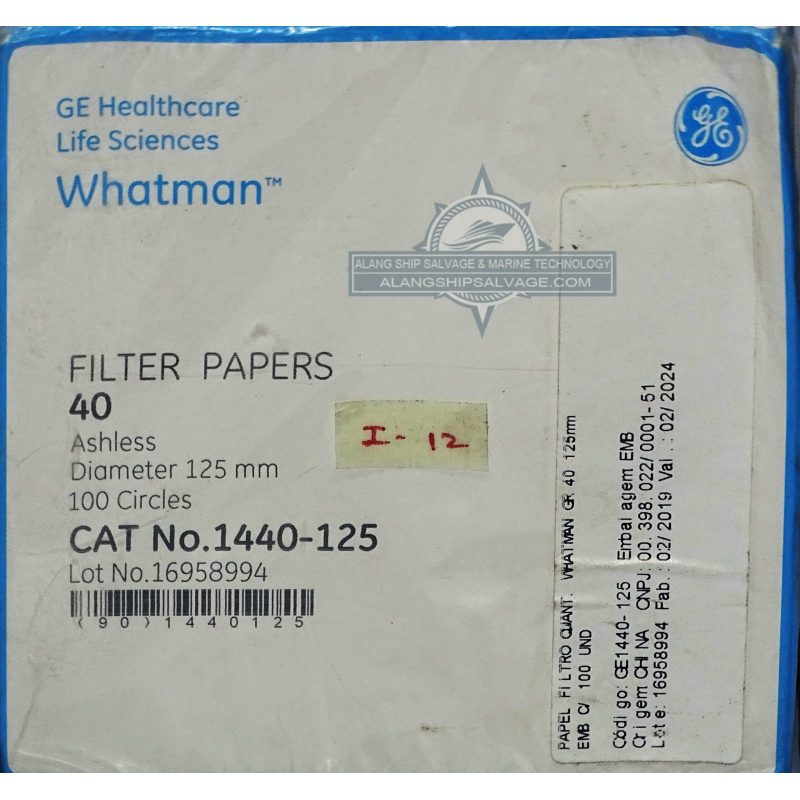 GE Healthcare
Life Sciences
Whatman™
GE
ALANG SHIP SALVAGE & MARINE TECHNOLOGY
ALANGSHIPSALVAGE.COM
FILTER PAPERS
40
Ashless
Diameter 125 mm
100 Circles
CAT No.1440-125
Lot No.16958994
(90)1440125
I-12
PAPEL FILTRO QUANT. WHATMAN GR 40 125mm
EMB C/ 100 UND
Código: GE1440-125 Embalagem EMB
Origem CHINA CNPJ: 00.398.022/0001-51
Lote: 16958994 Fab.: 02/2019 Val.: 02/2024